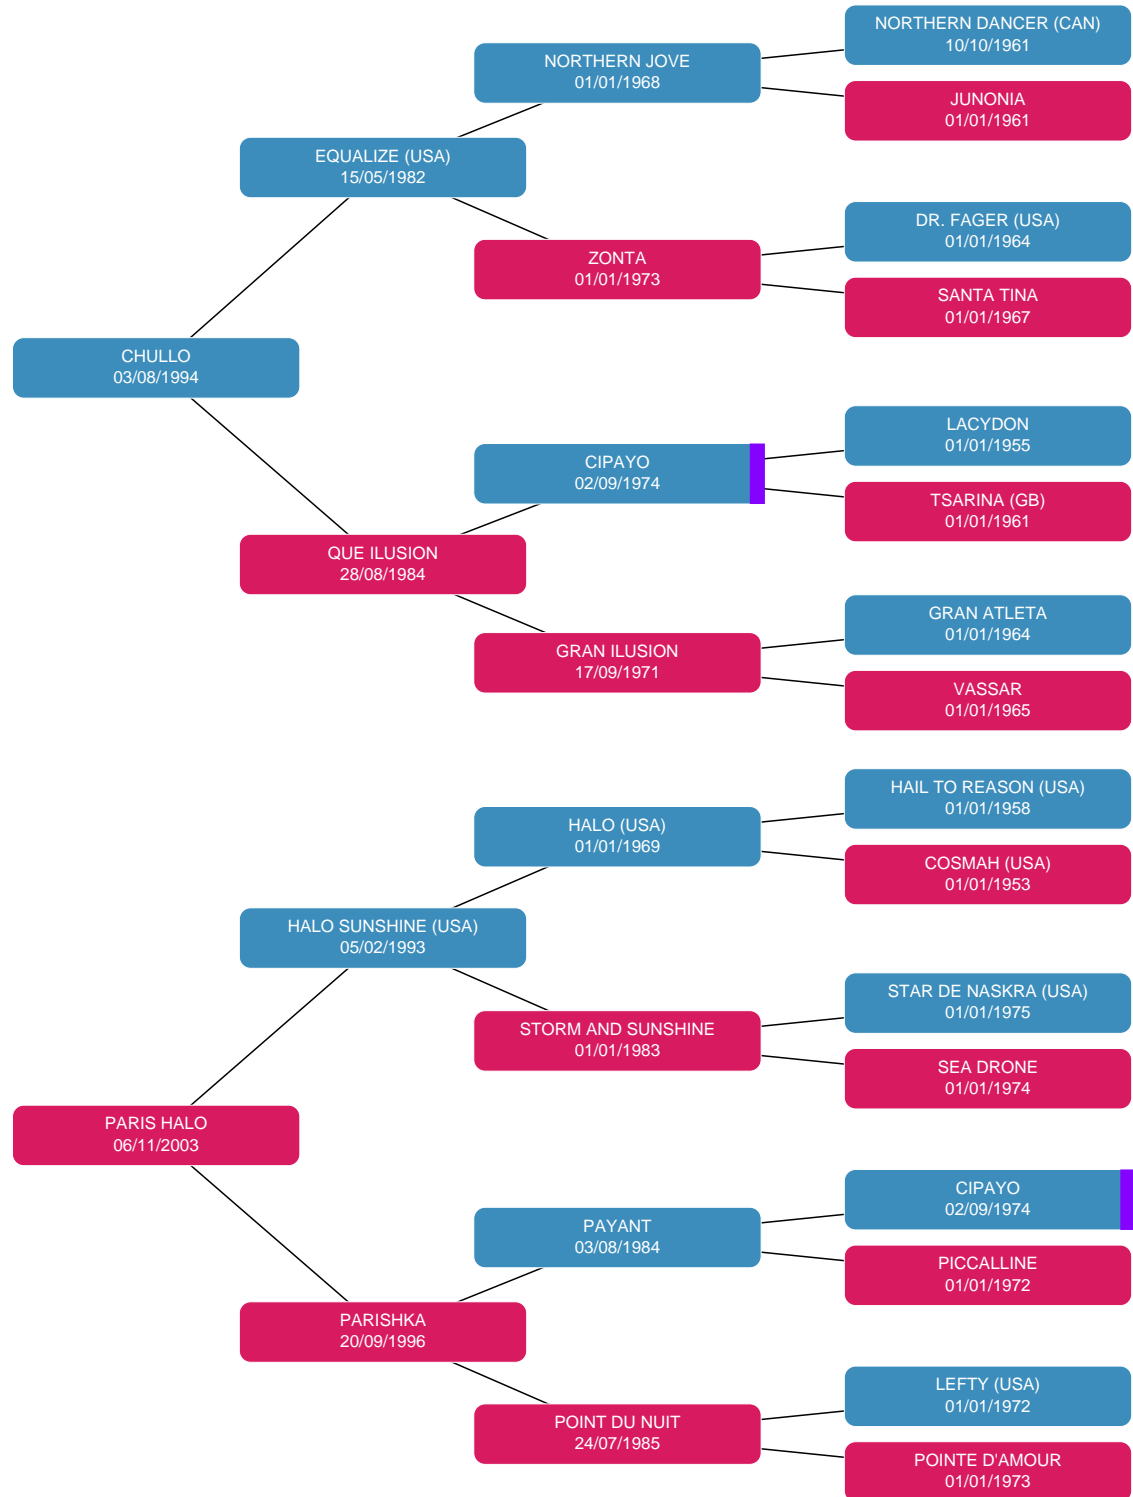 NORTHERN DANCER (CAN)
10/10/1961
NORTHERN JOVE
01/01/1968
JUNONIA
01/01/1961
EQUALIZE (USA)
15/05/1982
DR. FAGER (USA)
01/01/1964
ZONTA
01/01/1973
SANTA TINA
01/01/1967
CHULLO
03/08/1994
LACYDON
01/01/1955
CIPAYO
02/09/1974
TSARINA (GB)
01/01/1961
QUE ILUSION
28/08/1984
GRAN ATLETA
01/01/1964
GRAN ILUSION
17/09/1971
VASSAR
01/01/1965
HAIL TO REASON (USA)
01/01/1958
HALO (USA)
01/01/1969
COSMAH (USA)
01/01/1953
HALO SUNSHINE (USA)
05/02/1993
STAR DE NASKRA (USA)
01/01/1975
STORM AND SUNSHINE
01/01/1983
SEA DRONE
01/01/1974
PARIS HALO
06/11/2003
CIPAYO
02/09/1974
PAYANT
03/08/1984
PICCALLINE
01/01/1972
PARISHKA
20/09/1996
LEFTY (USA)
01/01/1972
POINT DU NUIT
24/07/1985
POINTE D'AMOUR
01/01/1973